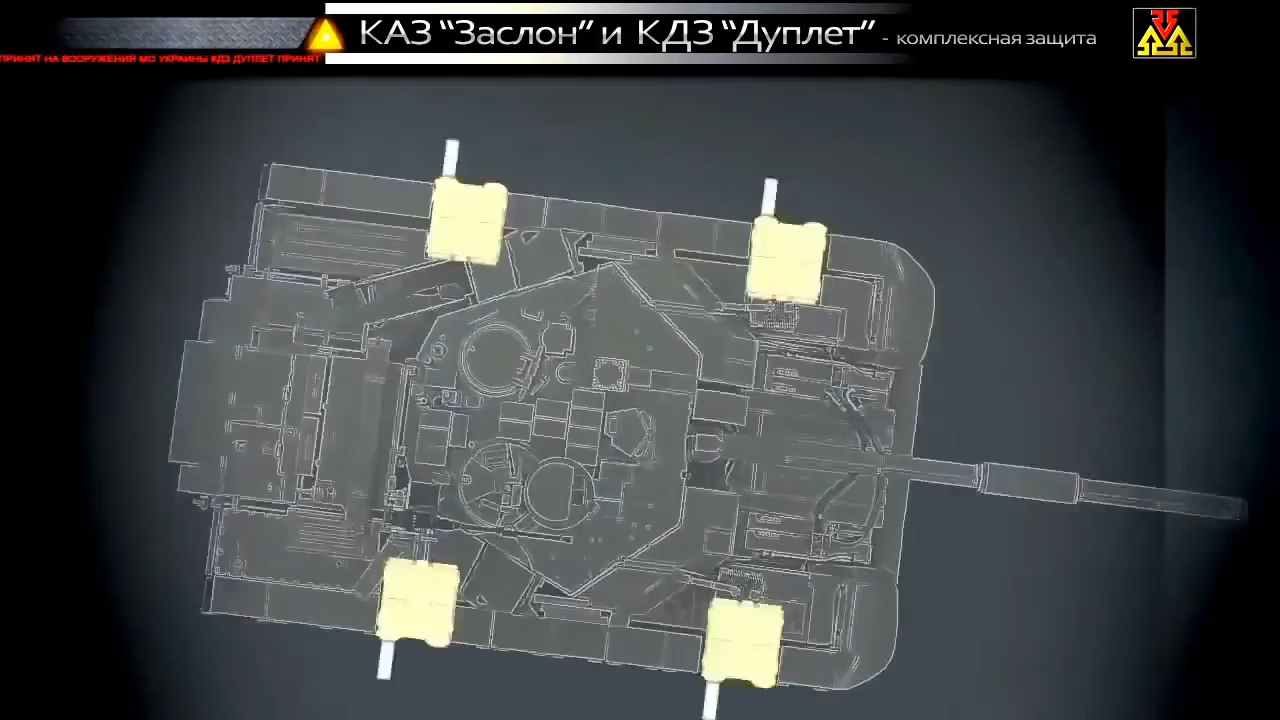 КАЗ “Заслон” и КДЗ “Дуплет” - комплексная защита
ПРИНЯТ НА ВООРУЖЕНИЯ МО УКРАИНЫ КДЗ ДУПЛЕТ ПРИНЯТ